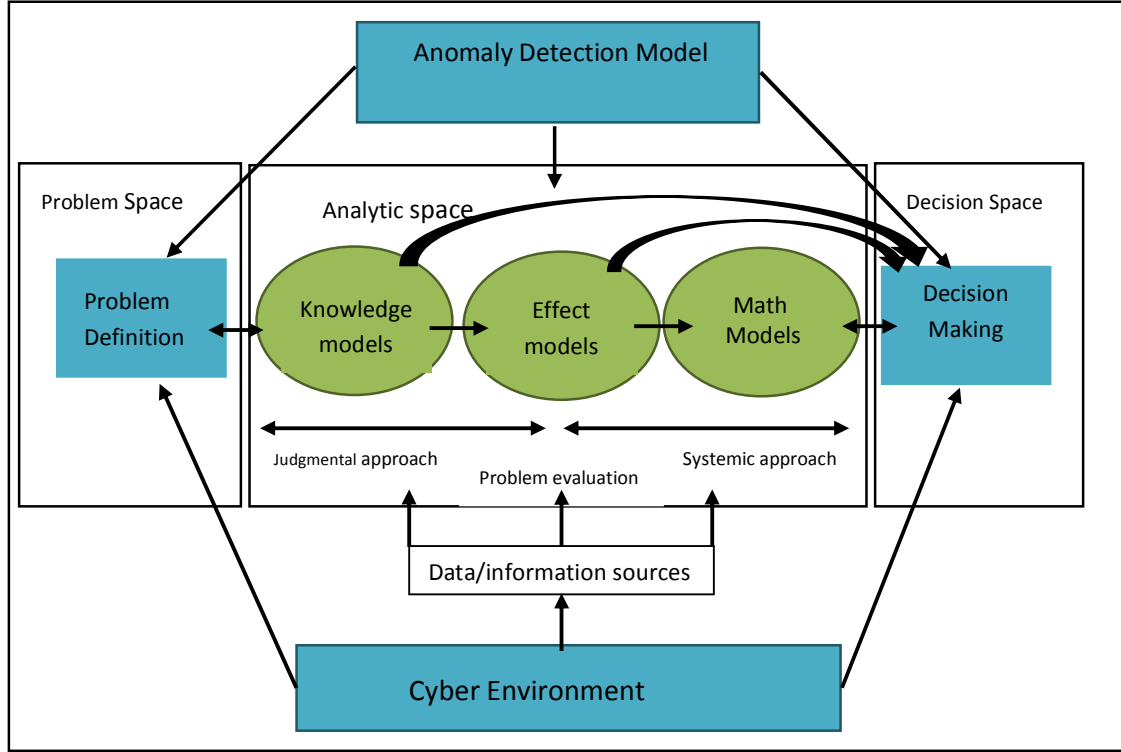 Anomaly Detection Model
Problem Space
Analytic space
Decision Space
Problem
Definition
Knowledge
models
Effect
models
Math
Models
Decision
Making
Judgmental approach
Problem evaluation
Systemic approach
Data/information sources
Cyber Environment